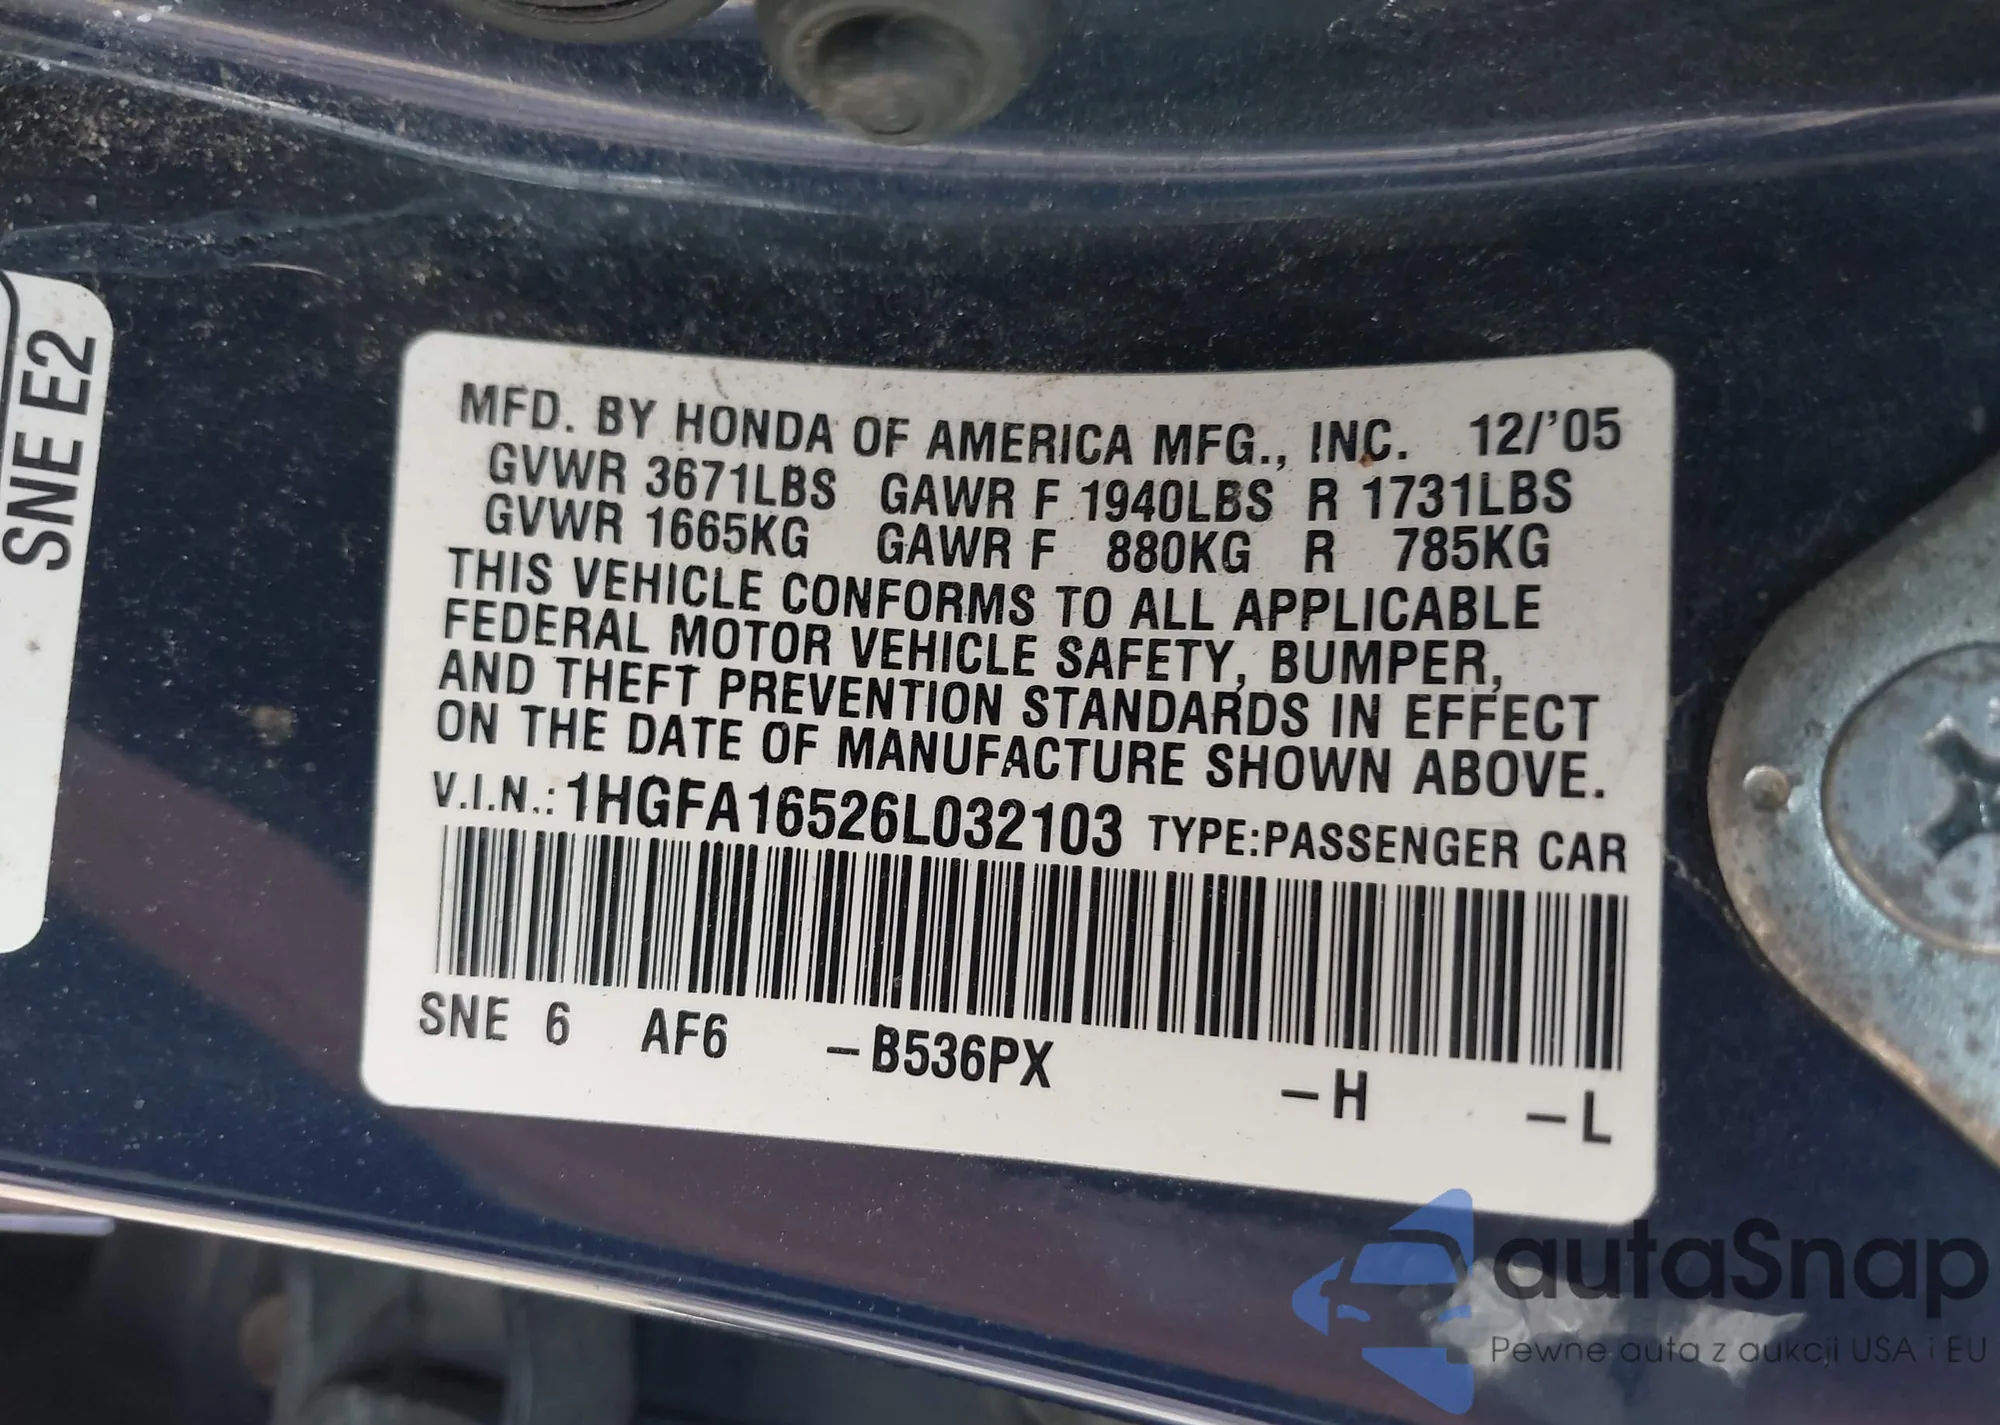 SNE E2
MFD. BY HONDA OF AMERICA MFG., INC. 12/'05
GVWR 3671LBS GAWR F 1940LBS R 1731LBS
GVWR 1665KG GAWR F 880KG R 785KG
THIS VEHICLE CONFORMS TO ALL APPLICABLE
FEDERAL MOTOR VEHICLE SAFETY, BUMPER,
AND THEFT PREVENTION STANDARDS IN EFFECT
ON THE DATE OF MANUFACTURE SHOWN ABOVE.
V.I.N.: 1HGFA16526L032103 TYPE:PASSENGER CAR
SNE 6 AF6 –B536PX –H –L
autaSnap
Pewne auta z aukcji USA i EU